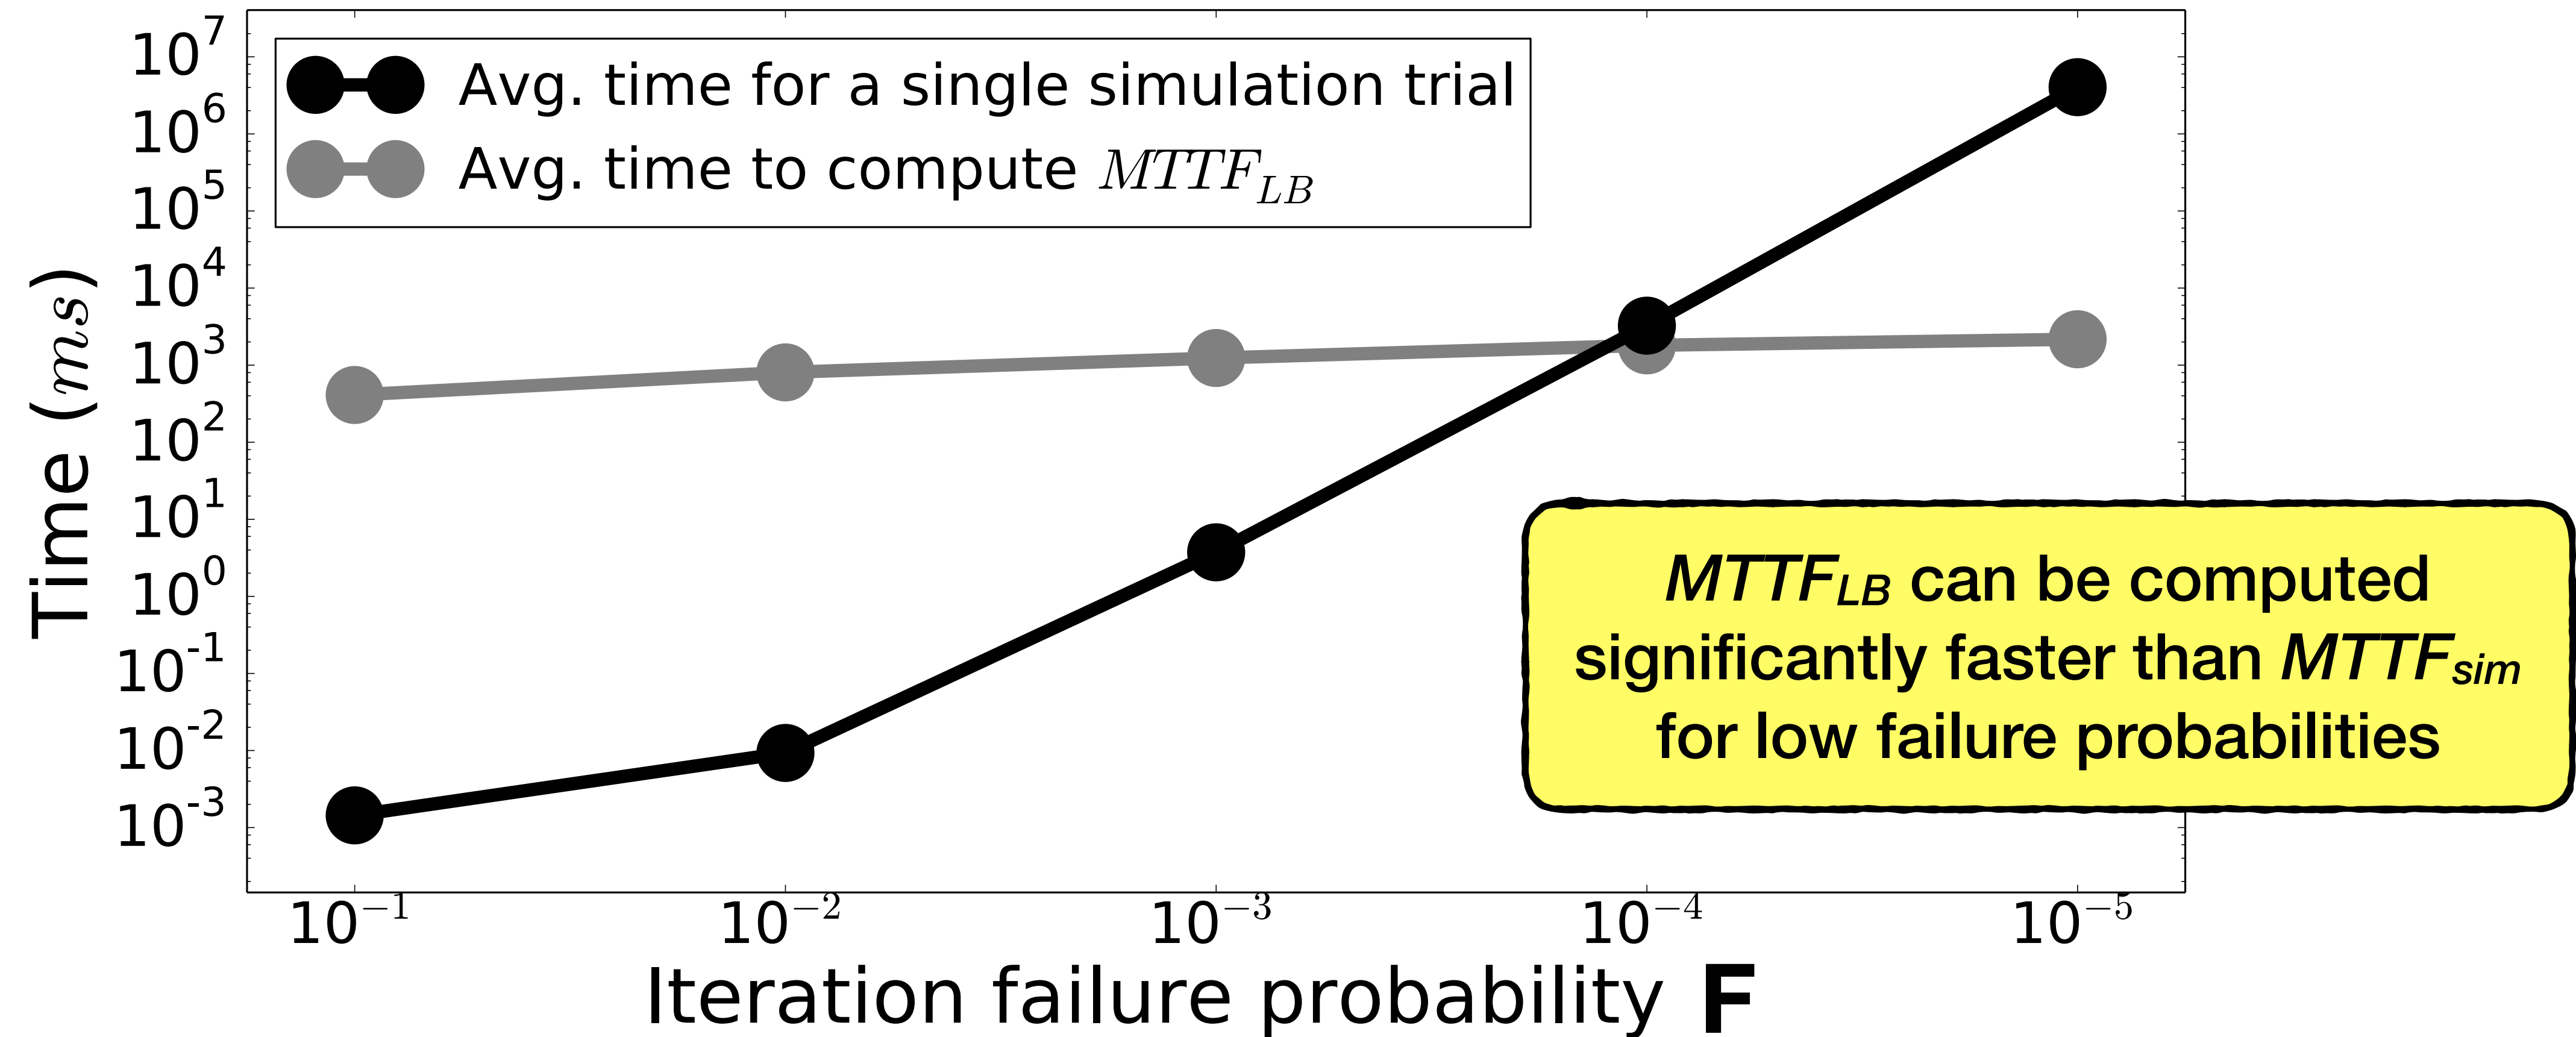 10^7
10^6
10^5
10^4
10^3
10^2
10^1
10^0
10^-1
10^-2
10^-3
Time (ms)
Avg. time for a single simulation trial
Avg. time to compute MTTF_LB
MTTF_LB can be computed
significantly faster than MTTF_sim
for low failure probabilities
10^−1 10^−2 10^−3 10^−4 10^−5
Iteration failure probability F